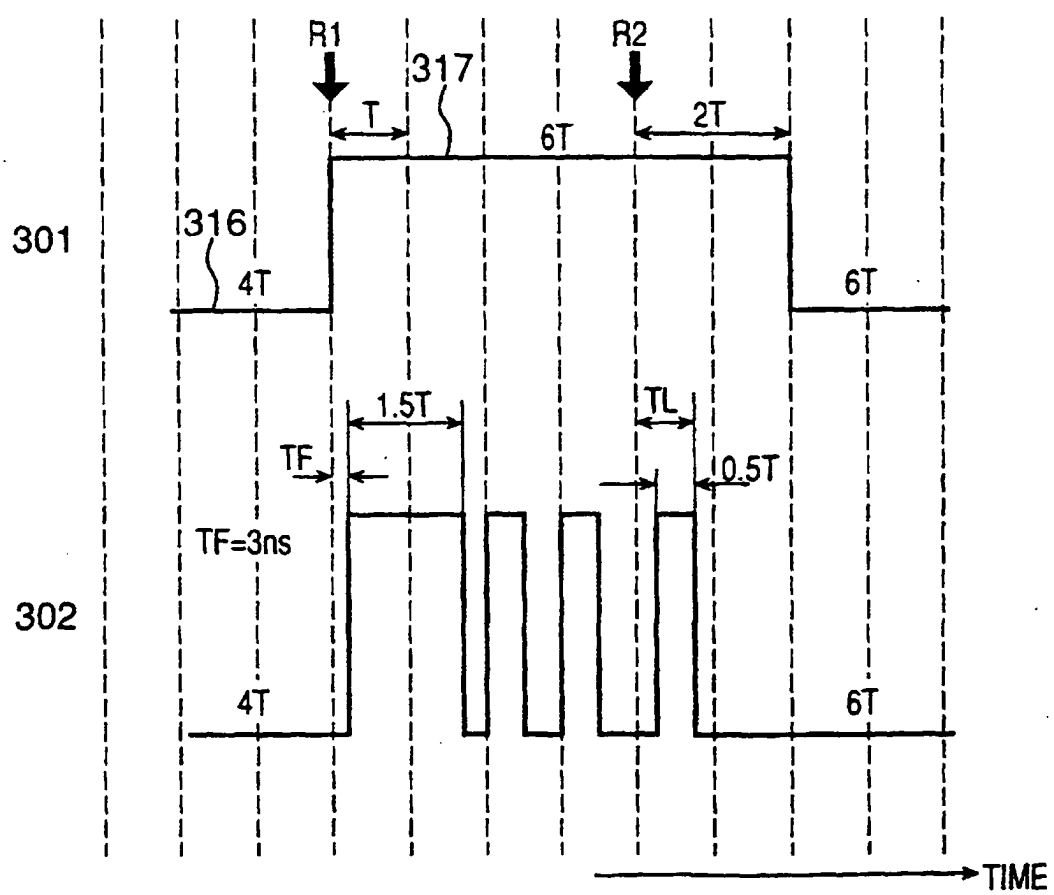 R1
R2
317
T
2T
6T
301
316
4T
6T
1.5T
TL
TF
0.5T
TF=3ns
302
4T
6T
TIME